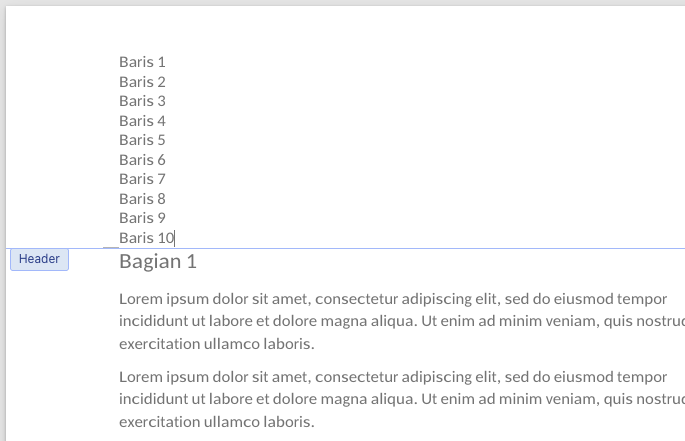 Baris 1
Baris 2
Baris 3
Baris 4
Baris 5
Baris 6
Baris 7
Baris 8
Baris 9
Baris 10
Header
Bagian 1
Lorem ipsum dolor sit amet, consectetur adipiscing elit, sed do eiusmod tempor
incididunt ut labore et dolore magna aliqua. Ut enim ad minim veniam, quis nostrud
exercitation ullamco laboris.
Lorem ipsum dolor sit amet, consectetur adipiscing elit, sed do eiusmod tempor
incididunt ut labore et dolore magna aliqua. Ut enim ad minim veniam, quis nostrud
exercitation ullamco laboris.